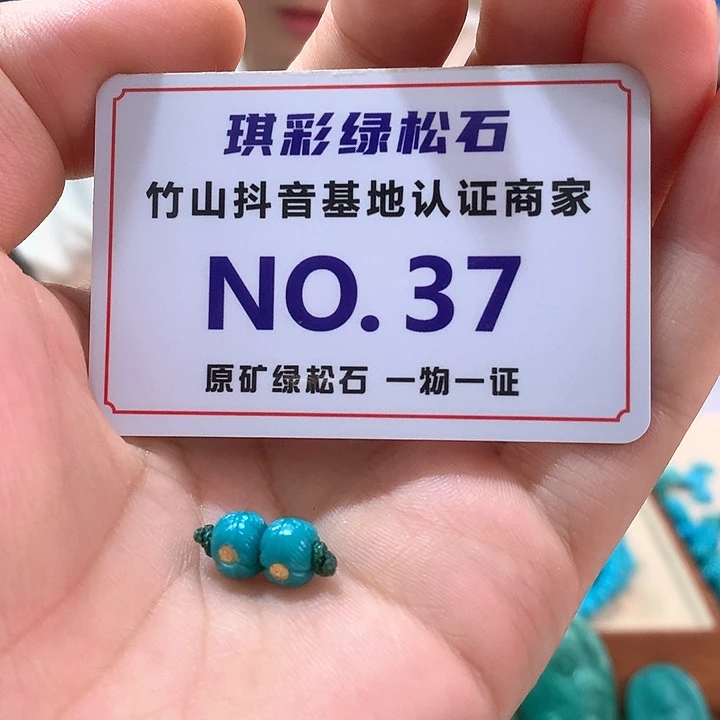 琪彩绿松石
竹山抖音基地认证商家
NO. 37
原矿绿松石 一物一证